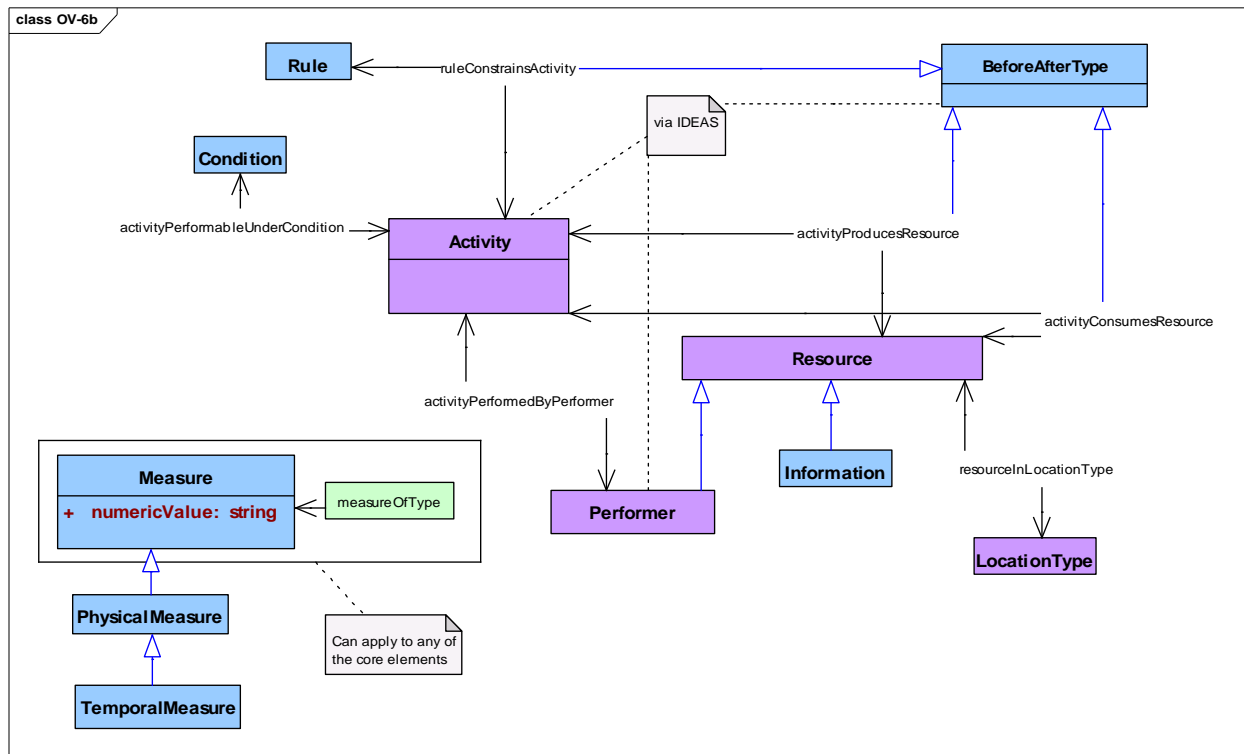 class OV-6b
Rule
ruleConstrainsActivity
BeforeAfterType
via IDEAS
Condition
activityPerformableUnderCondition
Activity
activityProducesResource
activityConsumesResource
Resource
activityPerformedByPerformer
Measure
+ numericValue: string
measureOfType
Information
resourceInLocationType
Performer
LocationType
PhysicalMeasure
Can apply to any of
the core elements
TemporalMeasure